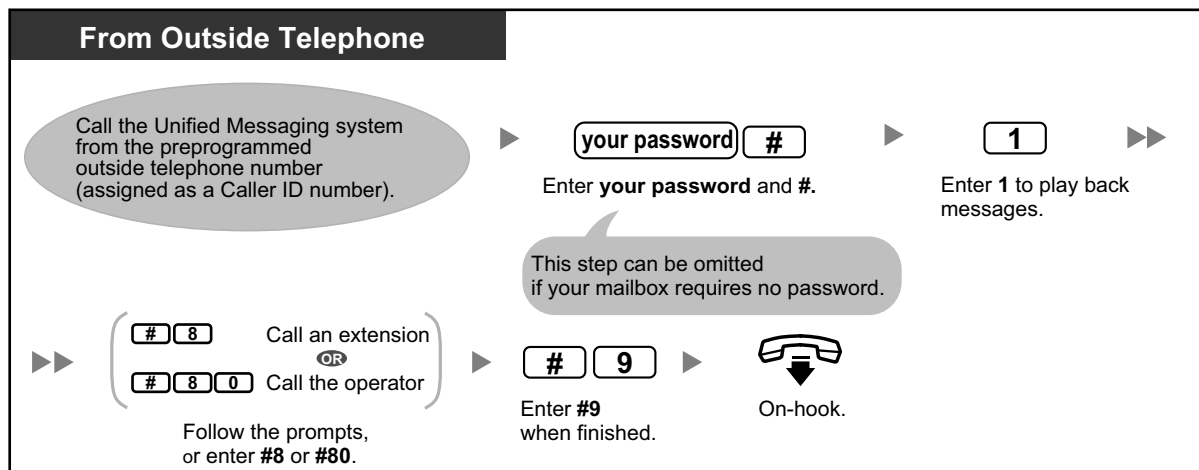 From Outside Telephone
Call the Unified Messaging system
from the preprogrammed
outside telephone number
(assigned as a Caller ID number).
your password #
Enter your password and #.
This step can be omitted
if your mailbox requires no password.
1
Enter 1 to play back
messages.
# 8 Call an extension
OR
# 8 0 Call the operator
Follow the prompts,
or enter #8 or #80.
# 9
Enter #9
when finished.
On-hook.